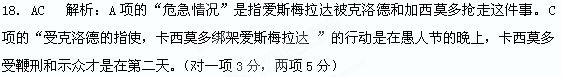 18. AC  解析：A项的“危急情况”是指爱斯梅拉达被克洛德和加西莫多抢走这件事。C
项的“受克洛德的指使，卡西莫多绑架爱斯梅拉达 ”的行动是在愚人节的晚上，卡西莫多
受鞭刑和示众才是在第二天。(对一项3分，两项5分)